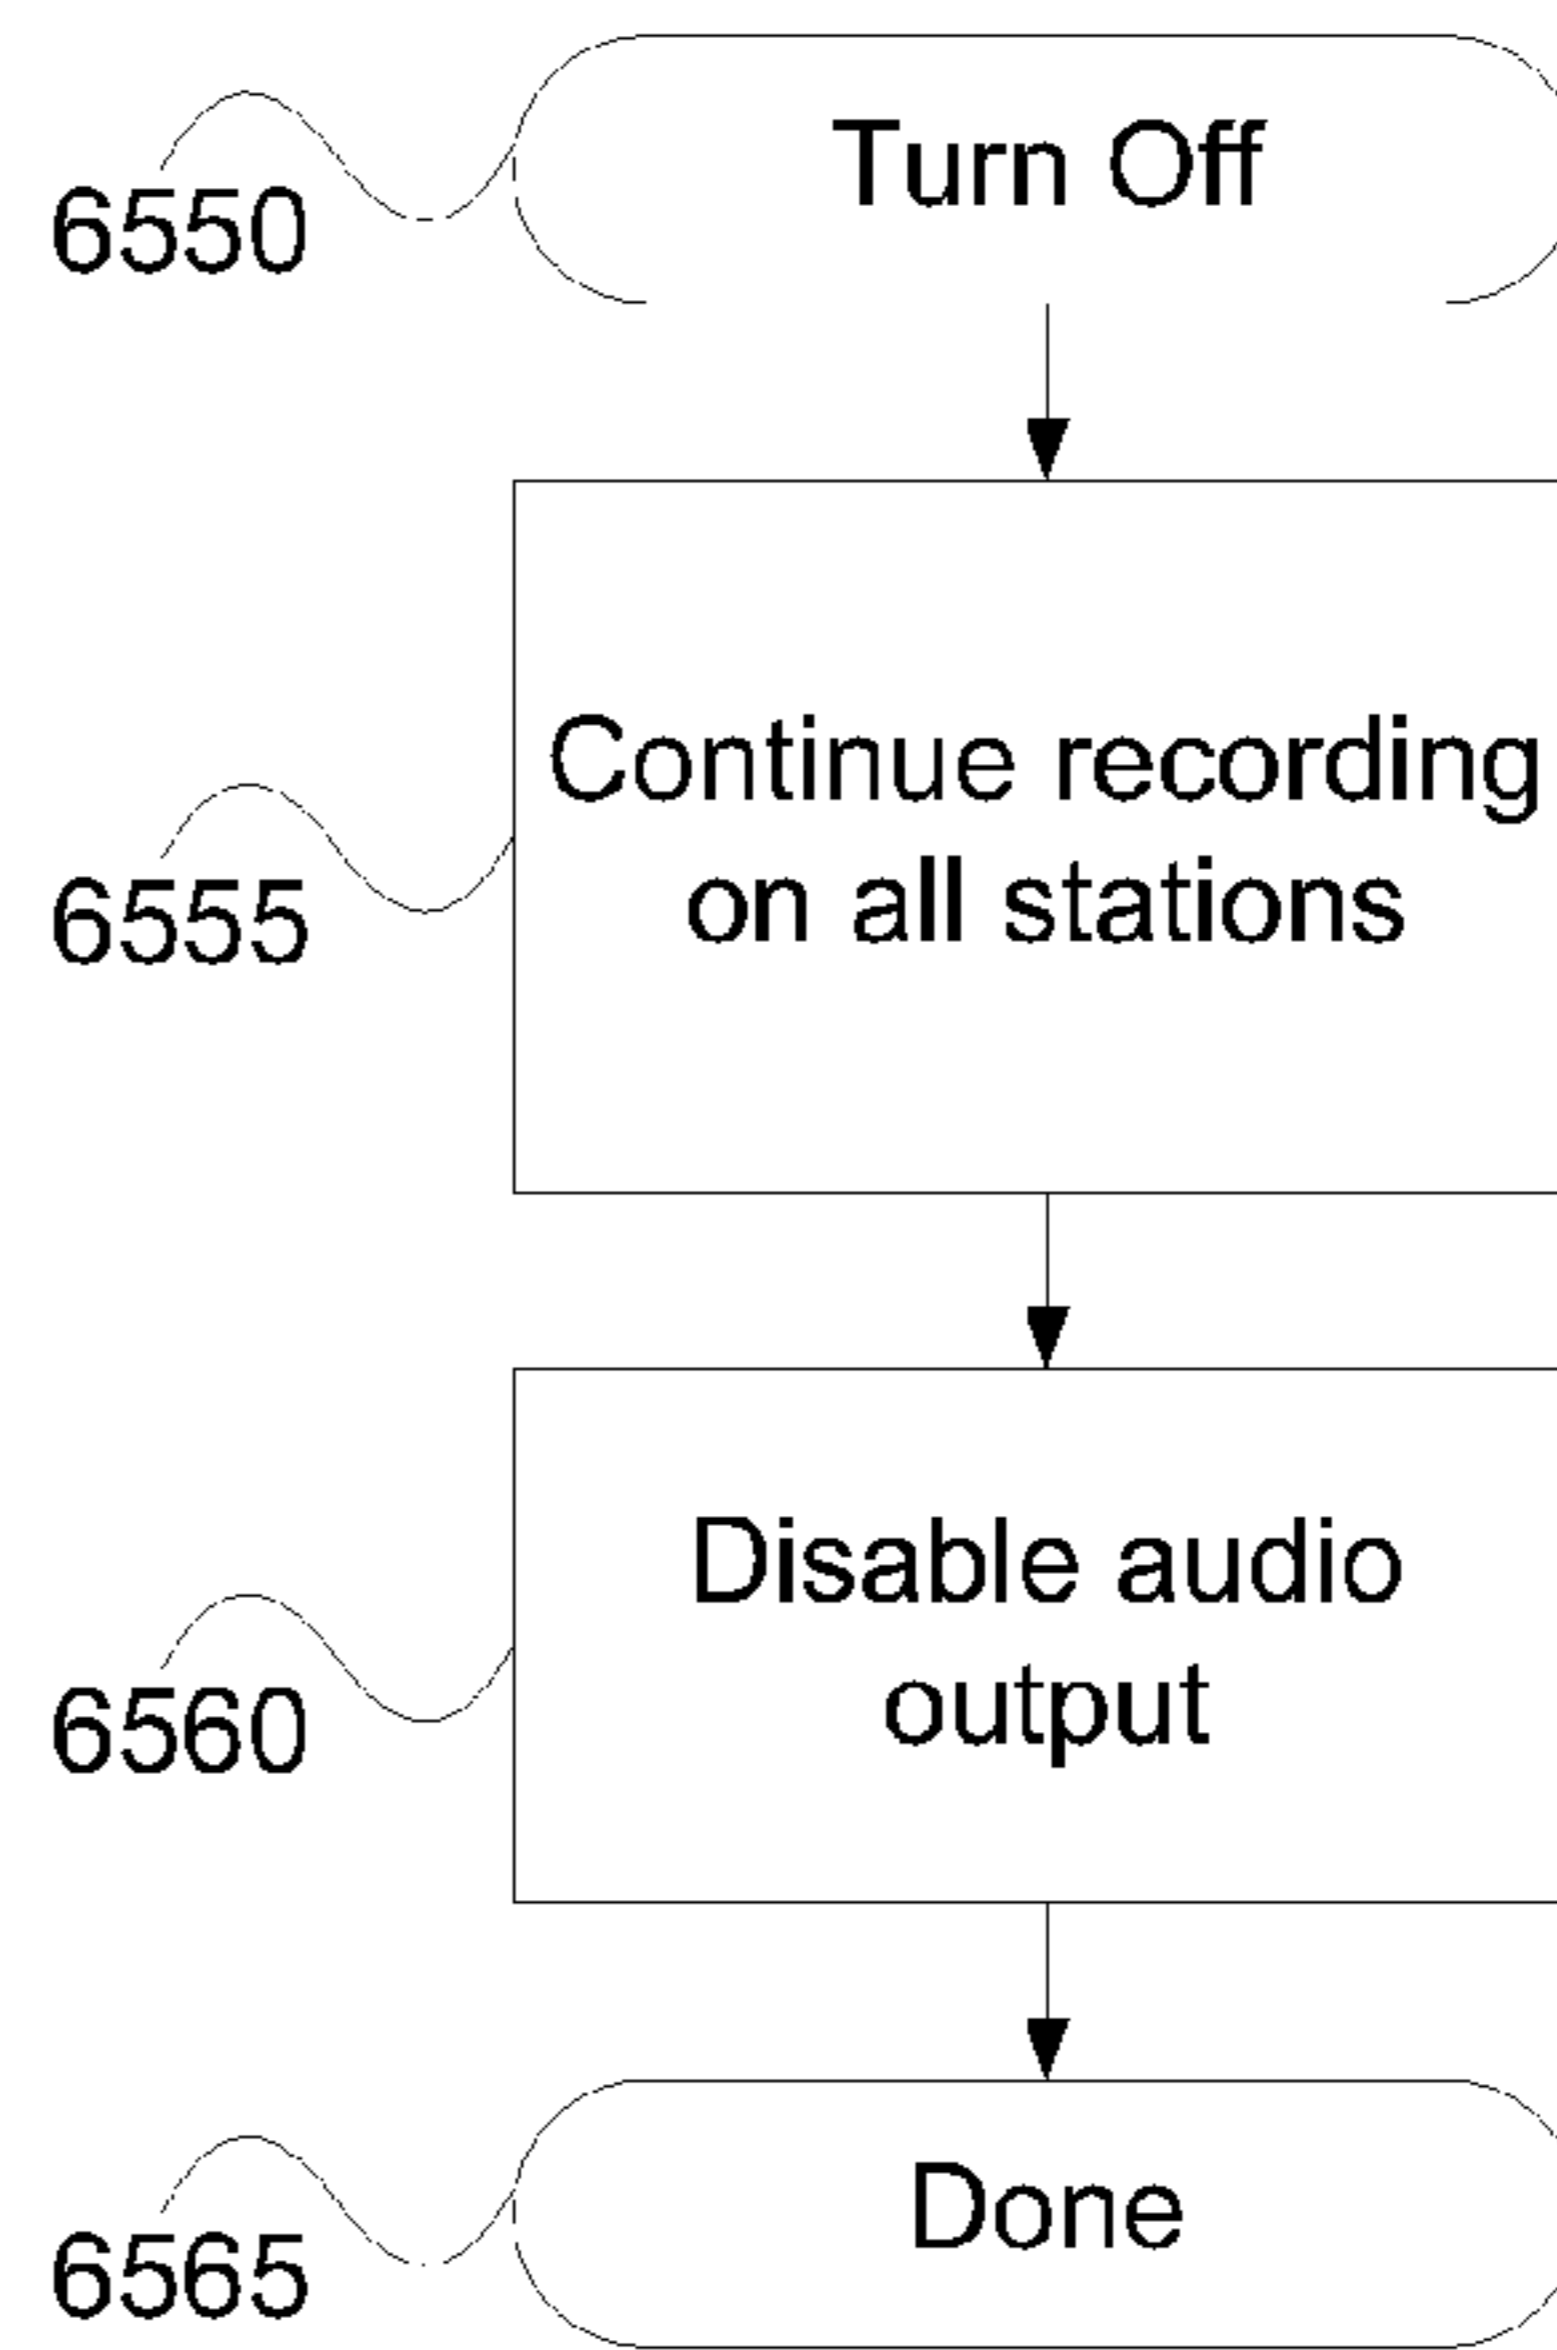 Turn Off
6550
Continue recording
on all stations
6555
Disable audio
output
6560
Done
6565